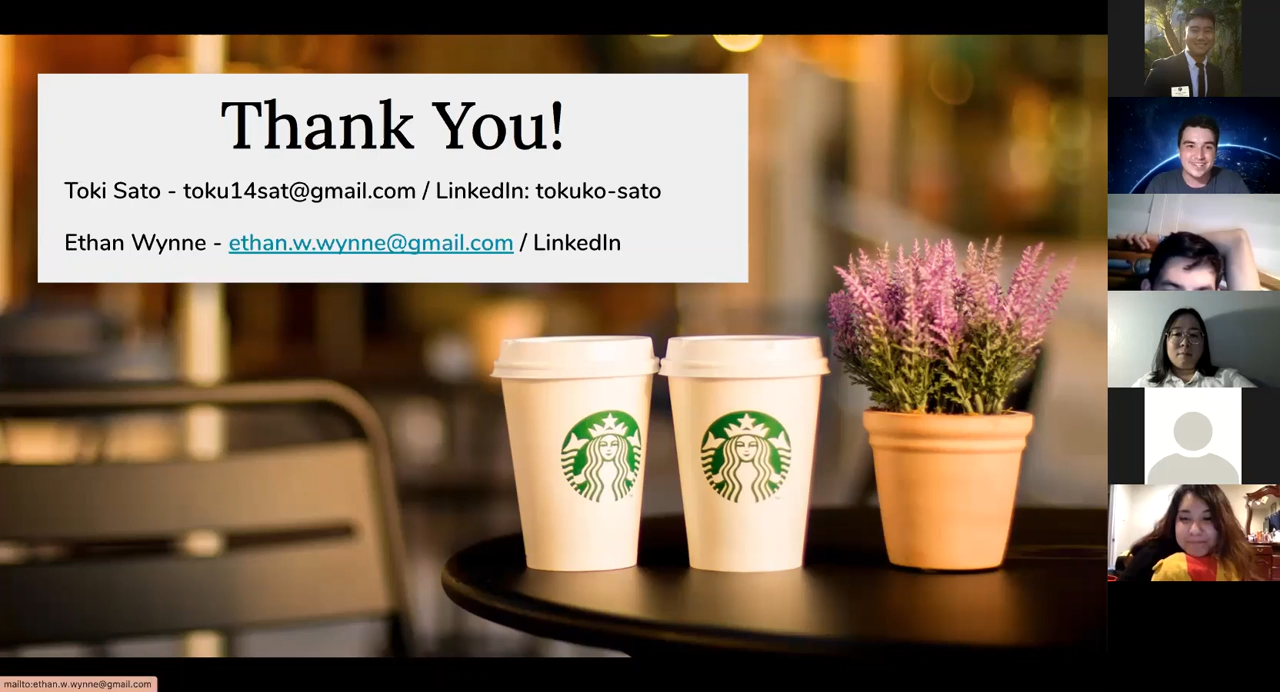 Thank You!
Toki Sato - toku14sat@gmail.com / LinkedIn: tokuko-sato
Ethan Wynne - ethan.w.wynne@gmail.com / LinkedIn
mailto:ethan.w.wynne@gmail.com